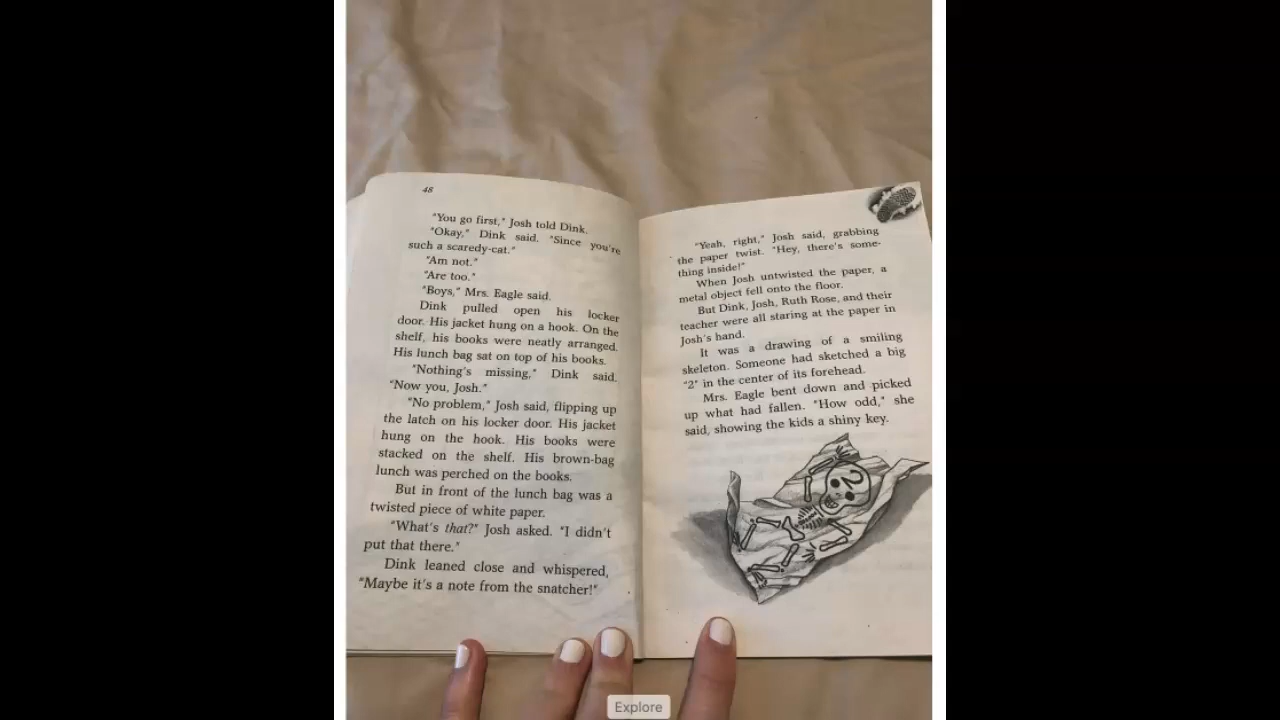 48
"You go first," Josh told Dink.
"Okay," Dink said. "Since you're
such a scaredy-cat."
"Am not."
"Are too."
"Boys," Mrs. Eagle said.
Dink pulled open his locker
door. His jacket hung on a hook. On the
shelf, his books were neatly arranged.
His lunch bag sat on top of his books.
"Nothing's missing," Dink said.
"Now you, Josh."
"No problem," Josh said, flipping up
the latch on his locker door. His jacket
hung on the hook. His books were
stacked on the shelf. His brown-bag
lunch was perched on the books.
But in front of the lunch bag was a
twisted piece of white paper.
"What's that?" Josh asked. "I didn't
put that there."
Dink leaned close and whispered,
"Maybe it's a note from the snatcher!"
"Yeah, right," Josh said, grabbing
the paper twist. "Hey, there's some-
thing inside!"
When Josh untwisted the paper, a
metal object fell onto the floor.
But Dink, Josh, Ruth Rose, and their
teacher were all staring at the paper in
Josh's hand.
It was a drawing of a smiling
skeleton. Someone had sketched a big
"2" in the center of its forehead.
Mrs. Eagle bent down and picked
up what had fallen. "How odd," she
said, showing the kids a shiny key.
2
Explore